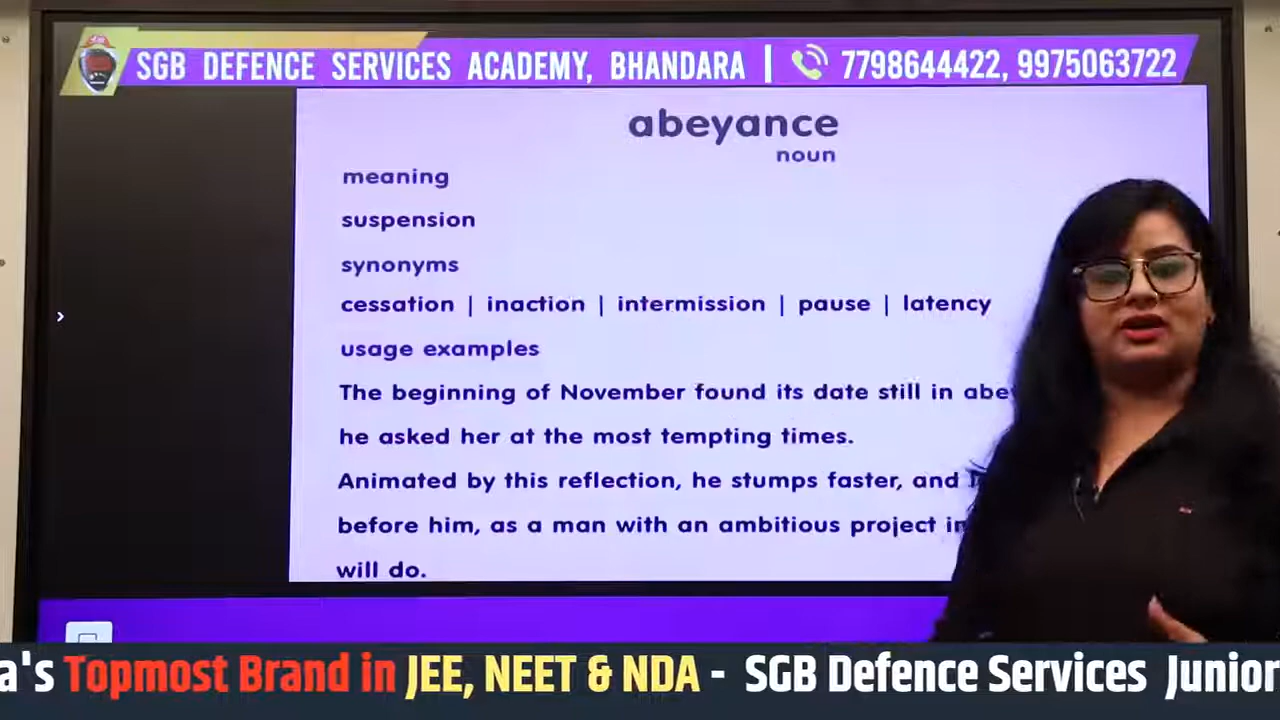 SGB DEFENCE SERVICES ACADEMY, BHANDARA | 7798644422, 9975063722
abeyance
noun
meaning
suspension
synonyms
cessation | inaction | intermission | pause | latency
usage examples
The beginning of November found its date still in
he asked her at the most tempting times.
Animated by this reflection, he stumps faster, and
before him, as a man with an ambitious project in
will do.
a's Topmost Brand in JEE, NEET & NDA - SGB Defence Services Junior